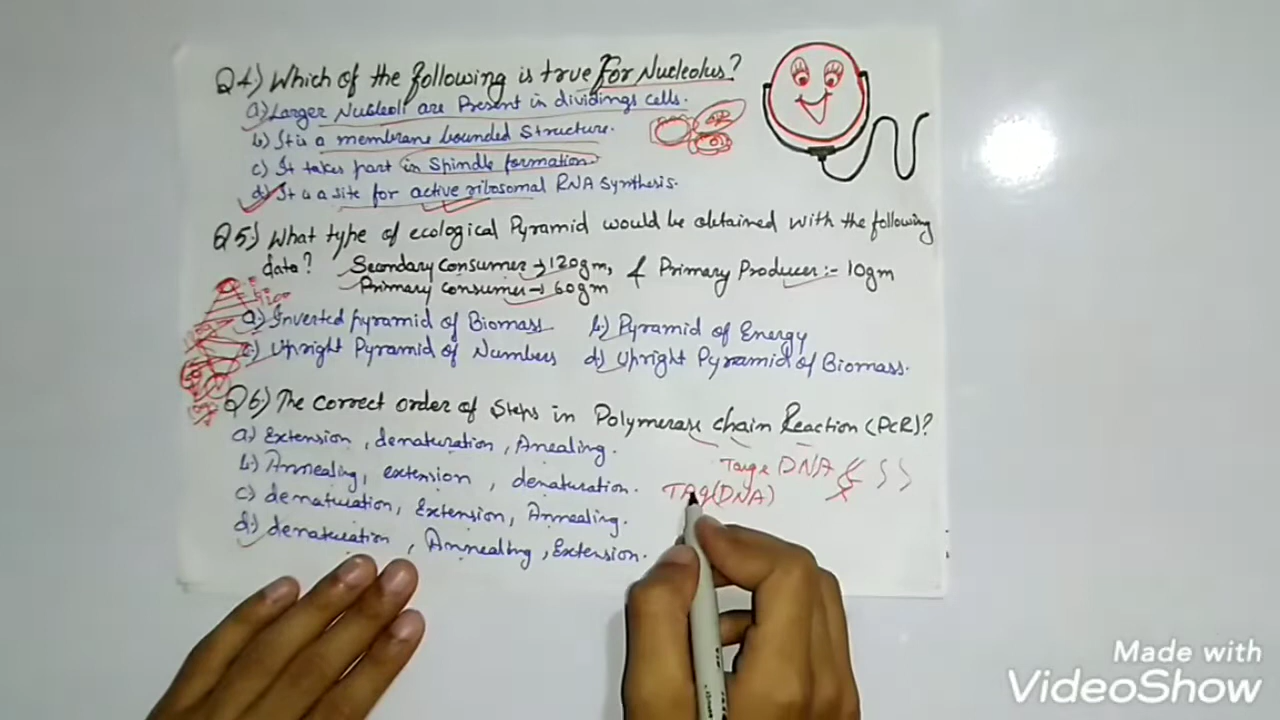 Q4) Which of the following is true for Nucleolus?
a) Larger Nucleoli are Present in dividings cells.
b) It is a membrane bounded Structure.
c) It takes part in Spindle formation.
d) It is a site for active ribosomal RNA synthesis.
Q5) What type of ecological Pyramid would be obtained with the following
data? Secondary Consumer → 120gm, & Primary Producer:- 10gm
Primary Consumer → 60gm
a) Inverted pyramid of Biomass b) Pyramid of Energy
c) Upright Pyramid of Numbers d) Upright Pyramid of Biomass.
Q6) The correct order of Steps in Polymerase chain Reaction (PCR)?
a) Extension, denaturation, Anealing.
b) Annealing, extension, denaturation.
c) denaturation, Extension, Annealing.
d) denaturation, Annealing, Extension.
Targe DNA
TAq(DNA)
Made with
VideoShow